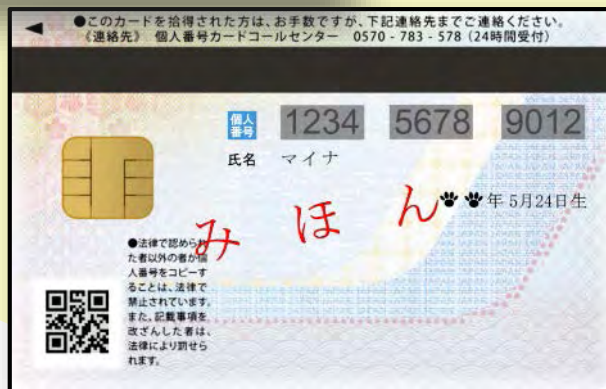 ●このカードを拾得された方は、お手数ですが、下記連絡先までご連絡ください。
《連絡先》 個人番号カードコールセンター 0570-783-578 (24時間受付)
個人番号 1234 5678 9012
氏名 マイナ
年 5月24日生
みほん
●法律で認められ
た者以外の者が個
人番号をコピーす
ることは、法律で
禁止されています。
また、記載事項を
改ざんした者は、
法律により罰せら
れます。